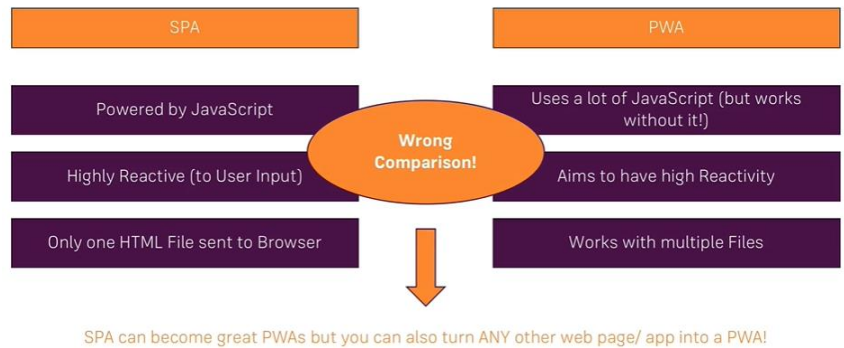 SPA
PWA
Powered by JavaScript
Uses a lot of JavaScript (but works
without it!)
Wrong
Comparison!
Highly Reactive (to User Input)
Aims to have high Reactivity
Only one HTML File sent to Browser
Works with multiple Files
SPA can become great PWAs but you can also turn ANY other web page/ app into a PWA!